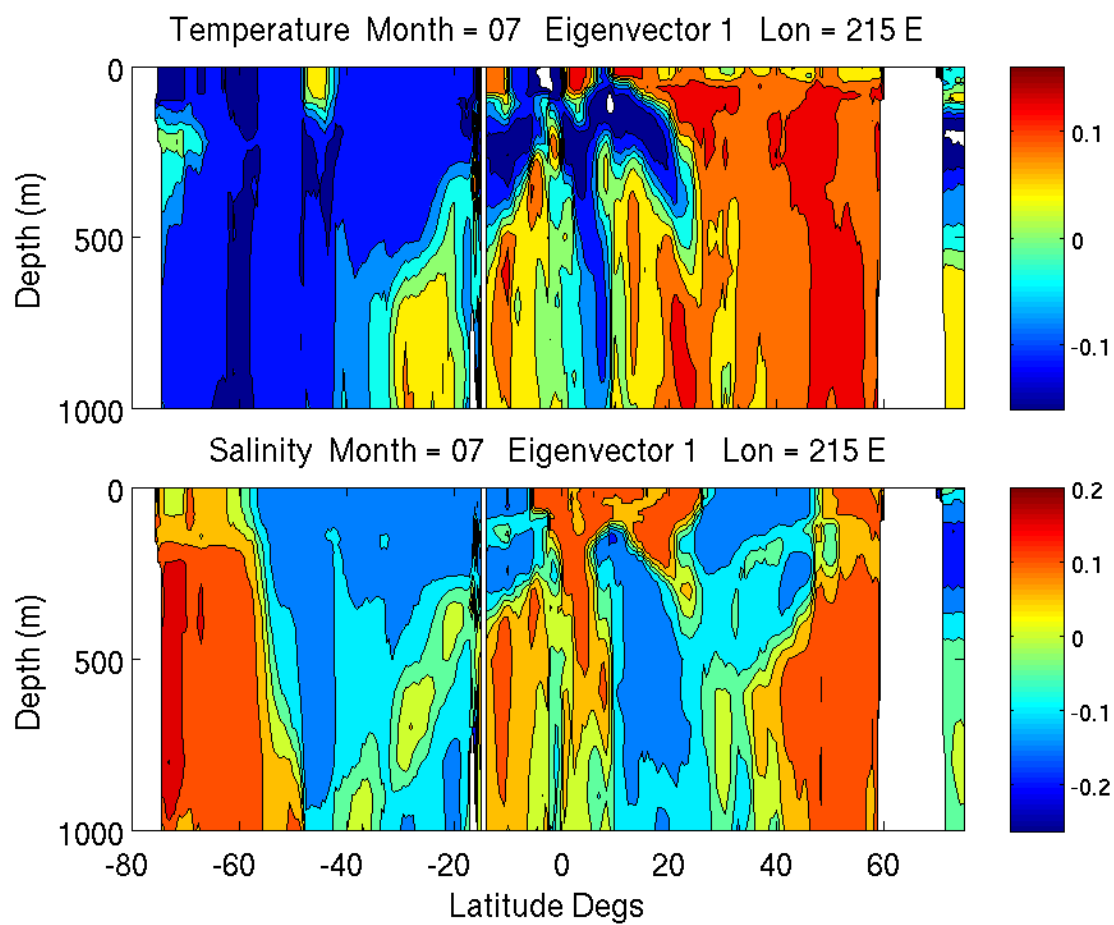 Temperature Month = 07 Eigenvector 1 Lon = 215 E
0
500
1000
Depth (m)
0.1
0
-0.1
Salinity Month = 07 Eigenvector 1 Lon = 215 E
0
500
1000
Depth (m)
0.2
0.1
0
-0.1
-0.2
-80 -60 -40 -20 0 20 40 60
Latitude Degs